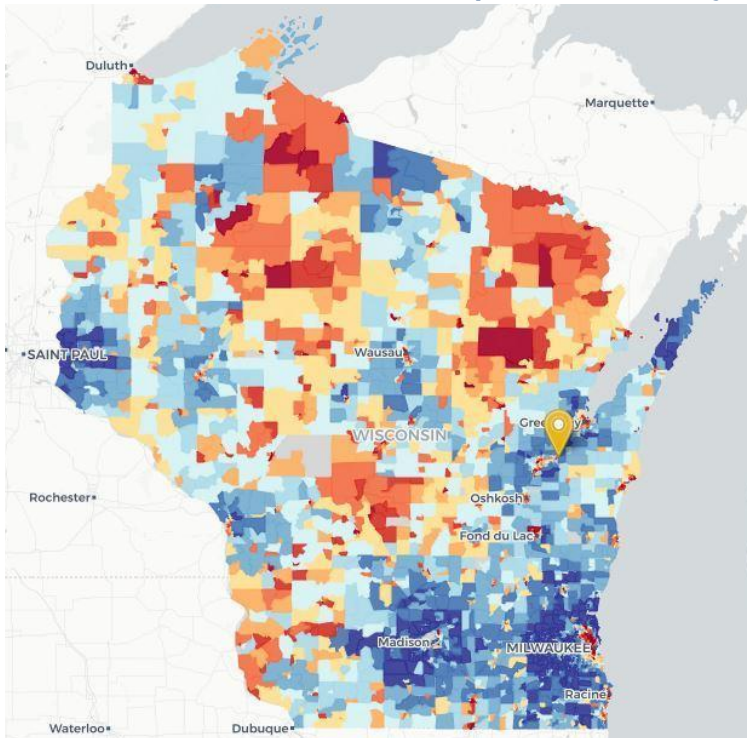 Duluth
Marquette
SAINT PAUL
Wausau
WISCONSIN
Rochester
Oshkosh
Fond du Lac
Madison
MILWAUKEE
Racine
Waterloo
Dubuque